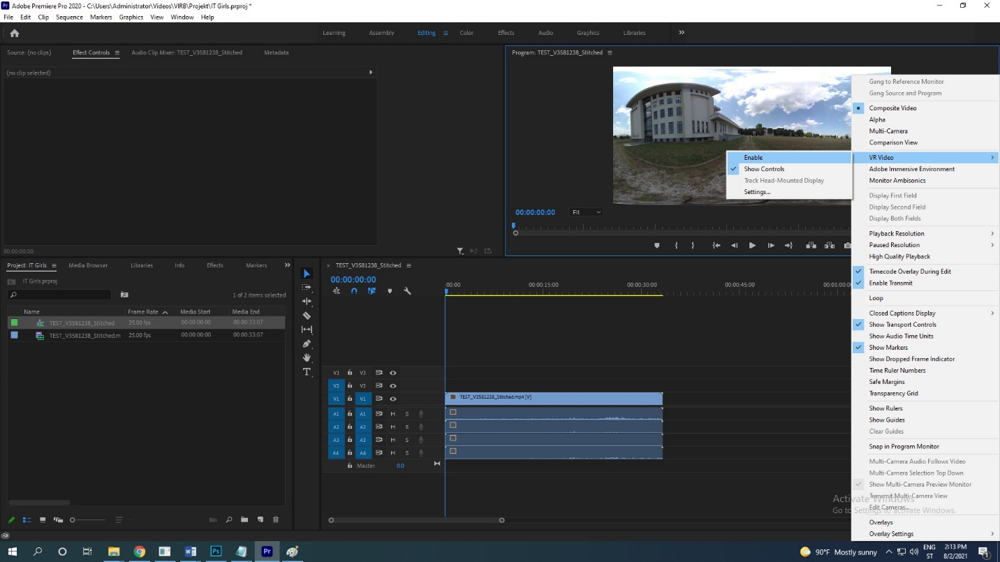 Adobe Premiere Pro 2020 - C:\Users\Administrator\Videos\VIRB\Projekt\IT Girls.prproj *
File Edit Clip Sequence Markers Graphics View Window Help
Learning Assembly Editing Color Effects Audio Graphics Libraries
Source: (no clips) Effect Controls Audio Clip Mixer: TEST_V3581238_Stitched Metadata
(no clip selected)
00:00:00:00
Program: TEST_V3581238_Stitched
00:00:00:00 Fit
Enable
Show Controls
Track Head-Mounted Display
Settings...
Gang to Reference Monitor
Gang Source and Program
Composite Video
Alpha
Multi-Camera
Comparison View
VR Video
Adobe Immersive Environment
Monitor Ambisonics
Display First Field
Display Second Field
Display Both Fields
Playback Resolution
Paused Resolution
High Quality Playback
Timecode Overlay During Edit
Enable Transmit
Loop
Closed Captions Display
Show Transport Controls
Show Audio Time Units
Show Markers
Show Dropped Frame Indicator
Time Ruler Numbers
Safe Margins
Transparency Grid
Show Rulers
Show Guides
Clear Guides
Snap in Program Monitor
Multi-Camera Audio Follows Video
Multi-Camera Selection Top Down
Show Multi-Camera Preview Monitor
Transmit Multi-Camera View
Edit Cameras...
Overlays
Overlay Settings
Project: IT Girls Media Browser Libraries Info Effects Markers
IT Girls.prproj
1 of 2 items selected
Name Frame Rate Media Start Media End
TEST_V3581238_Stitched 25.00 fps 00:00:00:00 00:00:33:07
TEST_V3581238_Stitched.m 25.00 fps 00:00:00:00 00:00:33:07
× TEST_V3581238_Stitched
00:00:00:00
:00:00 00:00:15:00 00:00:30:00 00:00:45:00 00:01:00:0
V3 V3
V2 V2
V1 V1 TEST_V3581238_Stitched.mp4 [V]
A1 A1 M S
A2 A2 M S
A3 A3 M S
A4 A4 M S
Master 0.0
T
Activate Windows
Go to Settings to activate Windows.
90°F Mostly sunny
ENG
ST
2:13 PM
8/2/2021
1